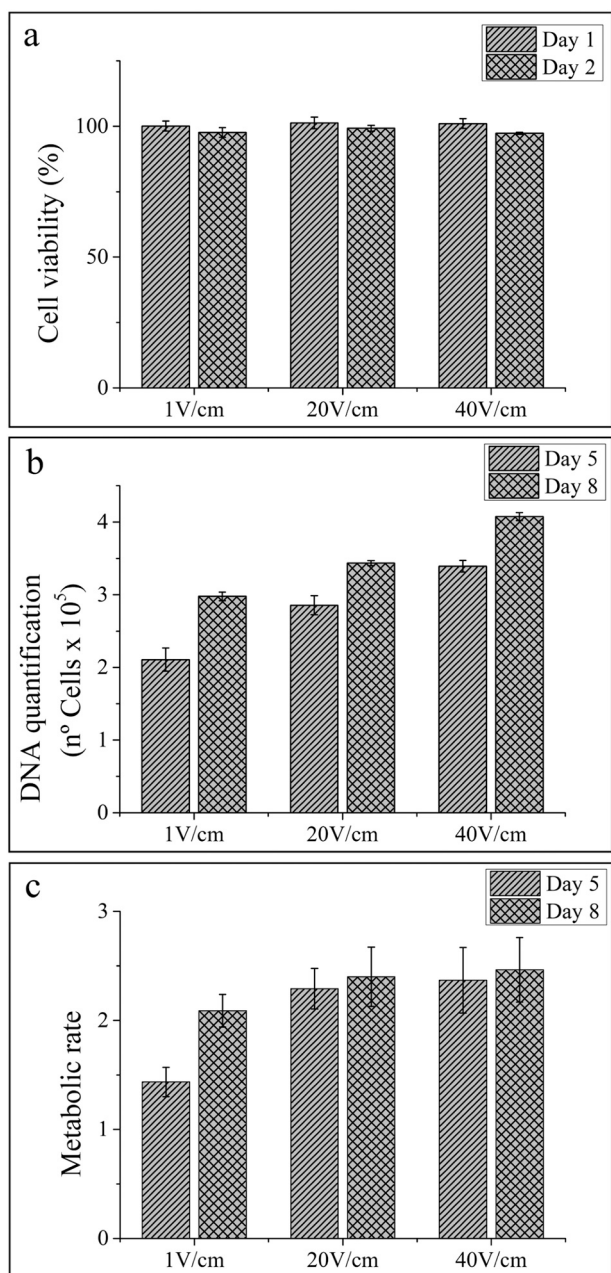 a
Day 1
Day 2
Cell viability (%)
100
50
0
1V/cm 20V/cm 40V/cm
b
Day 5
Day 8
DNA quantification
(nº Cells x 10⁵)
4
3
2
1
0
1V/cm 20V/cm 40V/cm
c
Day 5
Day 8
Metabolic rate
3
2
1
0
1V/cm 20V/cm 40V/cm